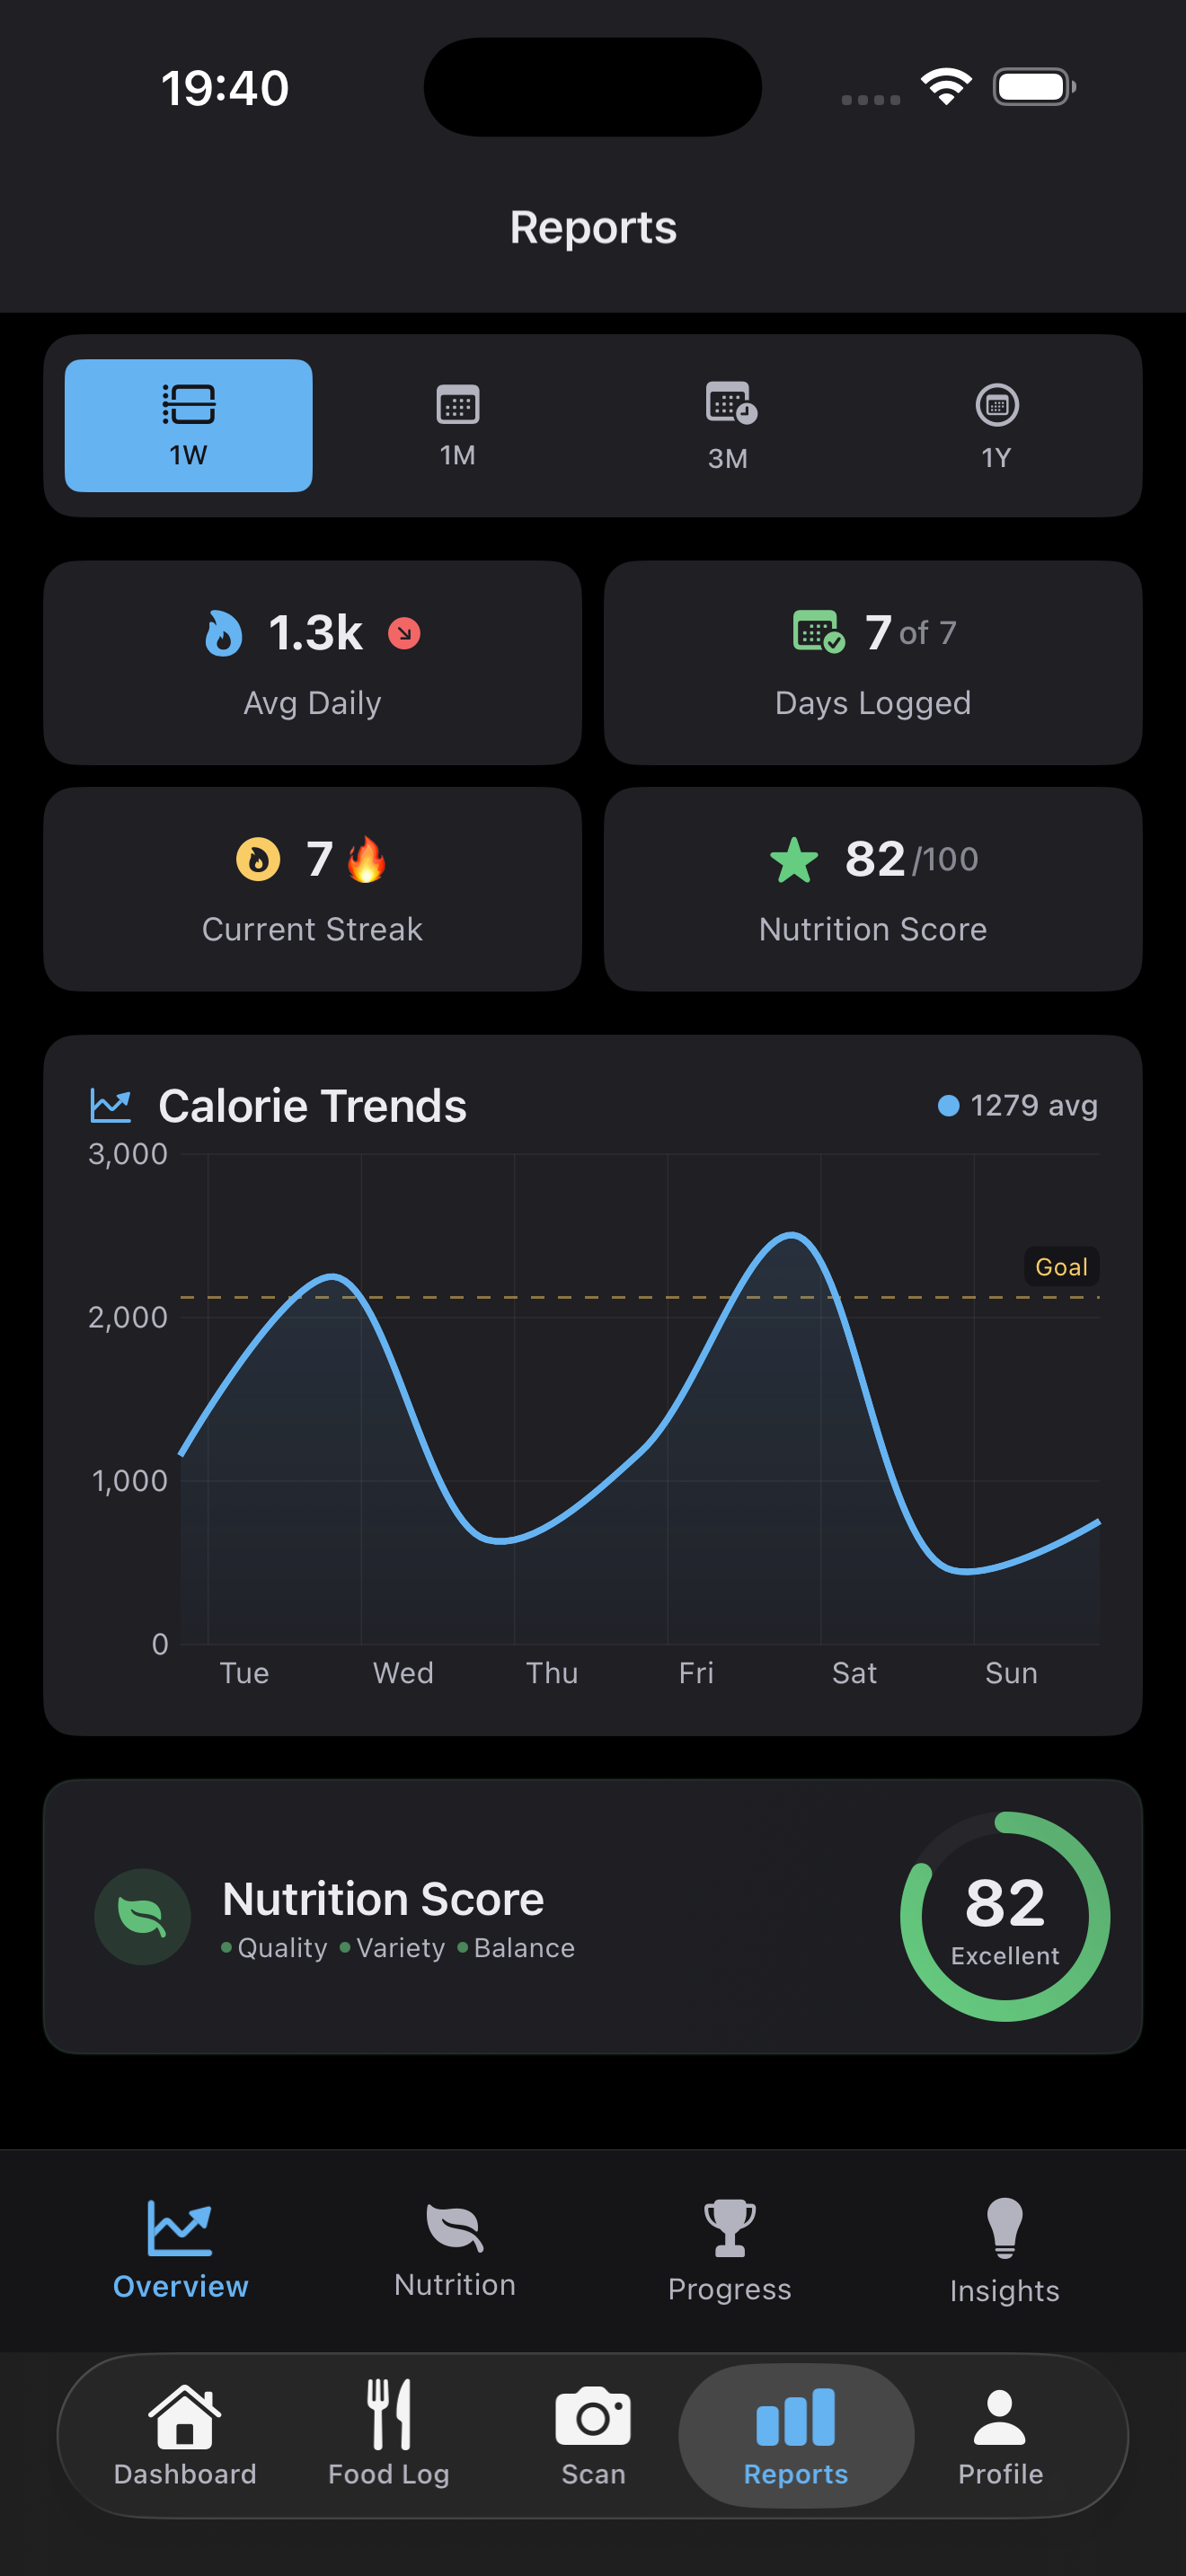 19:40
Reports
1W
1M
3M
1Y
1.3k
Avg Daily
7 of 7
Days Logged
7
Current Streak
82/100
Nutrition Score
Calorie Trends
1279 avg
3,000
Goal
2,000
1,000
0
Tue Wed Thu Fri Sat Sun
Nutrition Score
Quality Variety Balance
82
Excellent
Overview Nutrition Progress Insights
Dashboard Food Log Scan Reports Profile